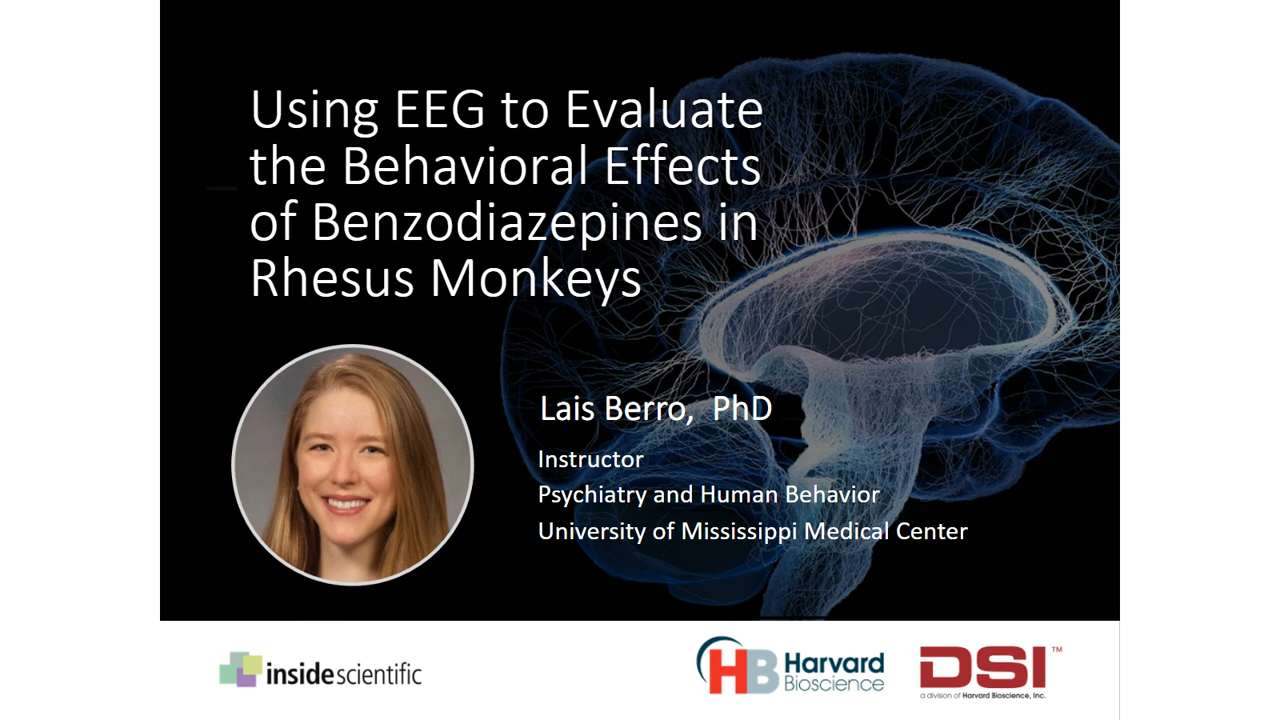 Using EEG to Evaluate
the Behavioral Effects
of Benzodiazepines in
Rhesus Monkeys
Lais Berro, PhD
Instructor
Psychiatry and Human Behavior
University of Mississippi Medical Center
insidescientific
HB Harvard
Bioscience
DSI™
a division of Harvard Bioscience, Inc.